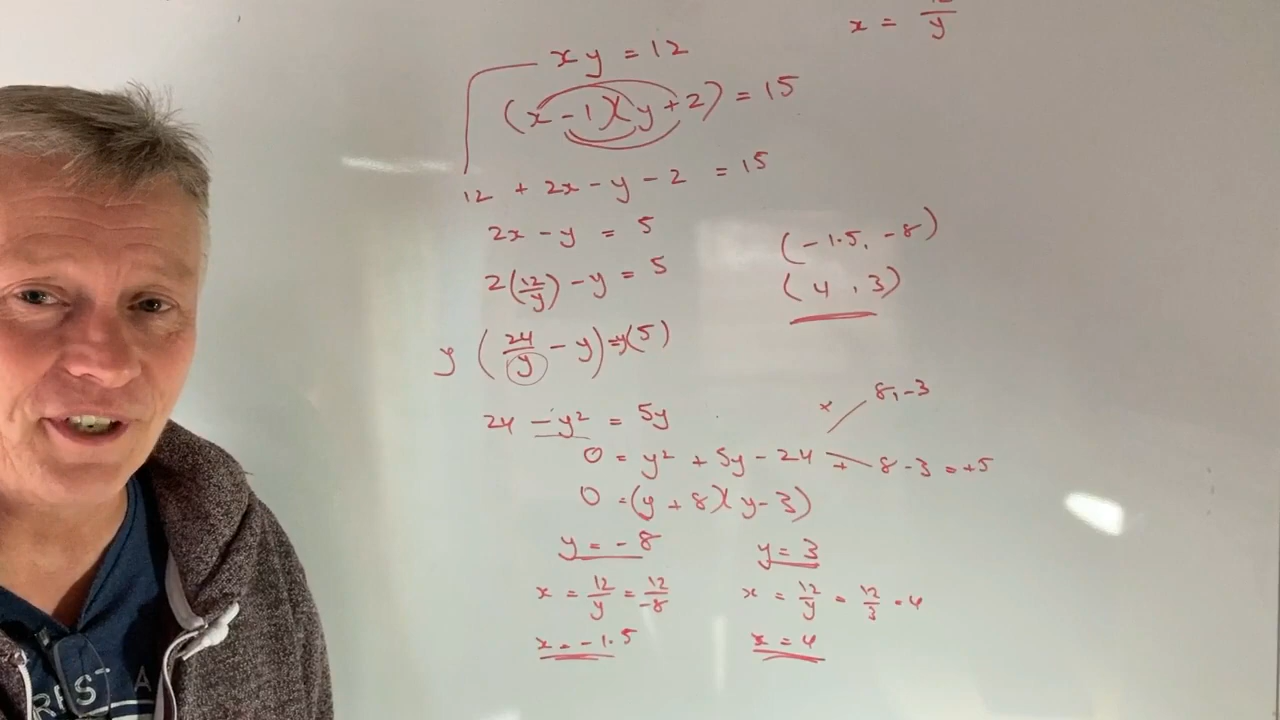 x = 12/y
xy = 12
(x - 1)(y + 2) = 15
12 + 2x - y - 2 = 15
2x - y = 5
2(12/y) - y = 5
y (24/y - y) = y(5)
24 - y² = 5y
0 = y² + 5y - 24
0 = (y + 8)(y - 3)
y = -8
x = 12/y = 12/-8
x = -1.5
y = 3
x = 12/y = 12/3 = 4
x = 4
(-1.5, -8)
(4, 3)
x 8, -3
+ 8 - 3 = +5